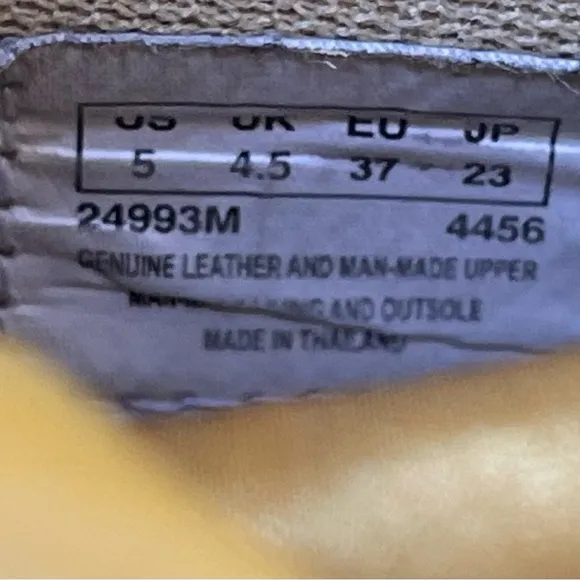 US UK EU JP
5 4.5 37 23
24993M 4456
GENUINE LEATHER AND MAN-MADE UPPER
AND OUTSOLE
MADE IN THAILAND